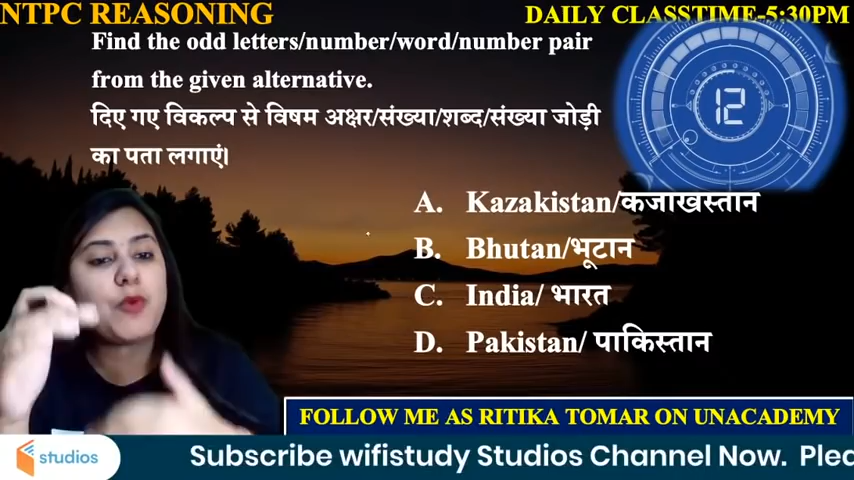 NTPC REASONING
DAILY CLASSTIME-5:30PM
Find the odd letters/number/word/number pair
from the given alternative.
दिए गए विकल्प से विषम अक्षर/संख्या/शब्द/संख्या जोड़ी
का पता लगाएं।
12
A. Kazakistan/कजाखस्तान
B. Bhutan/भूटान
C. India/ भारत
D. Pakistan/ पाकिस्तान
FOLLOW ME AS RITIKA TOMAR ON UNACADEMY
studios
Subscribe wifistudy Studios Channel Now. Plea